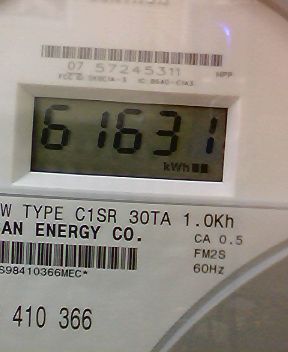 07 57245311 HPP
61631
kWh
W TYPE C1SR 30TA 1.0Kh
AN ENERGY CO.
CA 0.5
FM2S
60Hz
S98410366MEC*
410 366